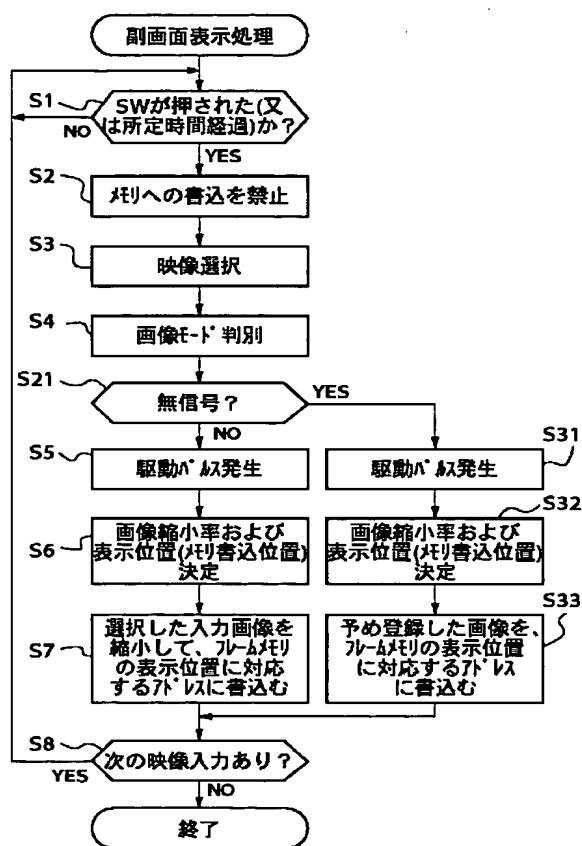 副画面表示処理
S1
SWが押された(又
は所定時間経過)か?
NO
YES
S2
ﾒﾓﾘへの書込を禁止
S3
映像選択
S4
画像ﾓｰﾄﾞ判別
S21
無信号?
YES
NO
S5
駆動ﾊﾟﾙｽ発生
S31
駆動ﾊﾟﾙｽ発生
S6
画像縮小率および
表示位置(ﾒﾓﾘ書込位置)
決定
S32
画像縮小率および
表示位置(ﾒﾓﾘ書込位置)
決定
S7
選択した入力画像を
縮小して、ﾌﾚｰﾑﾒﾓﾘ
の表示位置に対応
するｱﾄﾞﾚｽに書込む
S33
予め登録した画像を、
ﾌﾚｰﾑﾒﾓﾘの表示位置
に対応するｱﾄﾞﾚｽ
に書込む
S8
次の映像入力あり?
YES
NO
終了